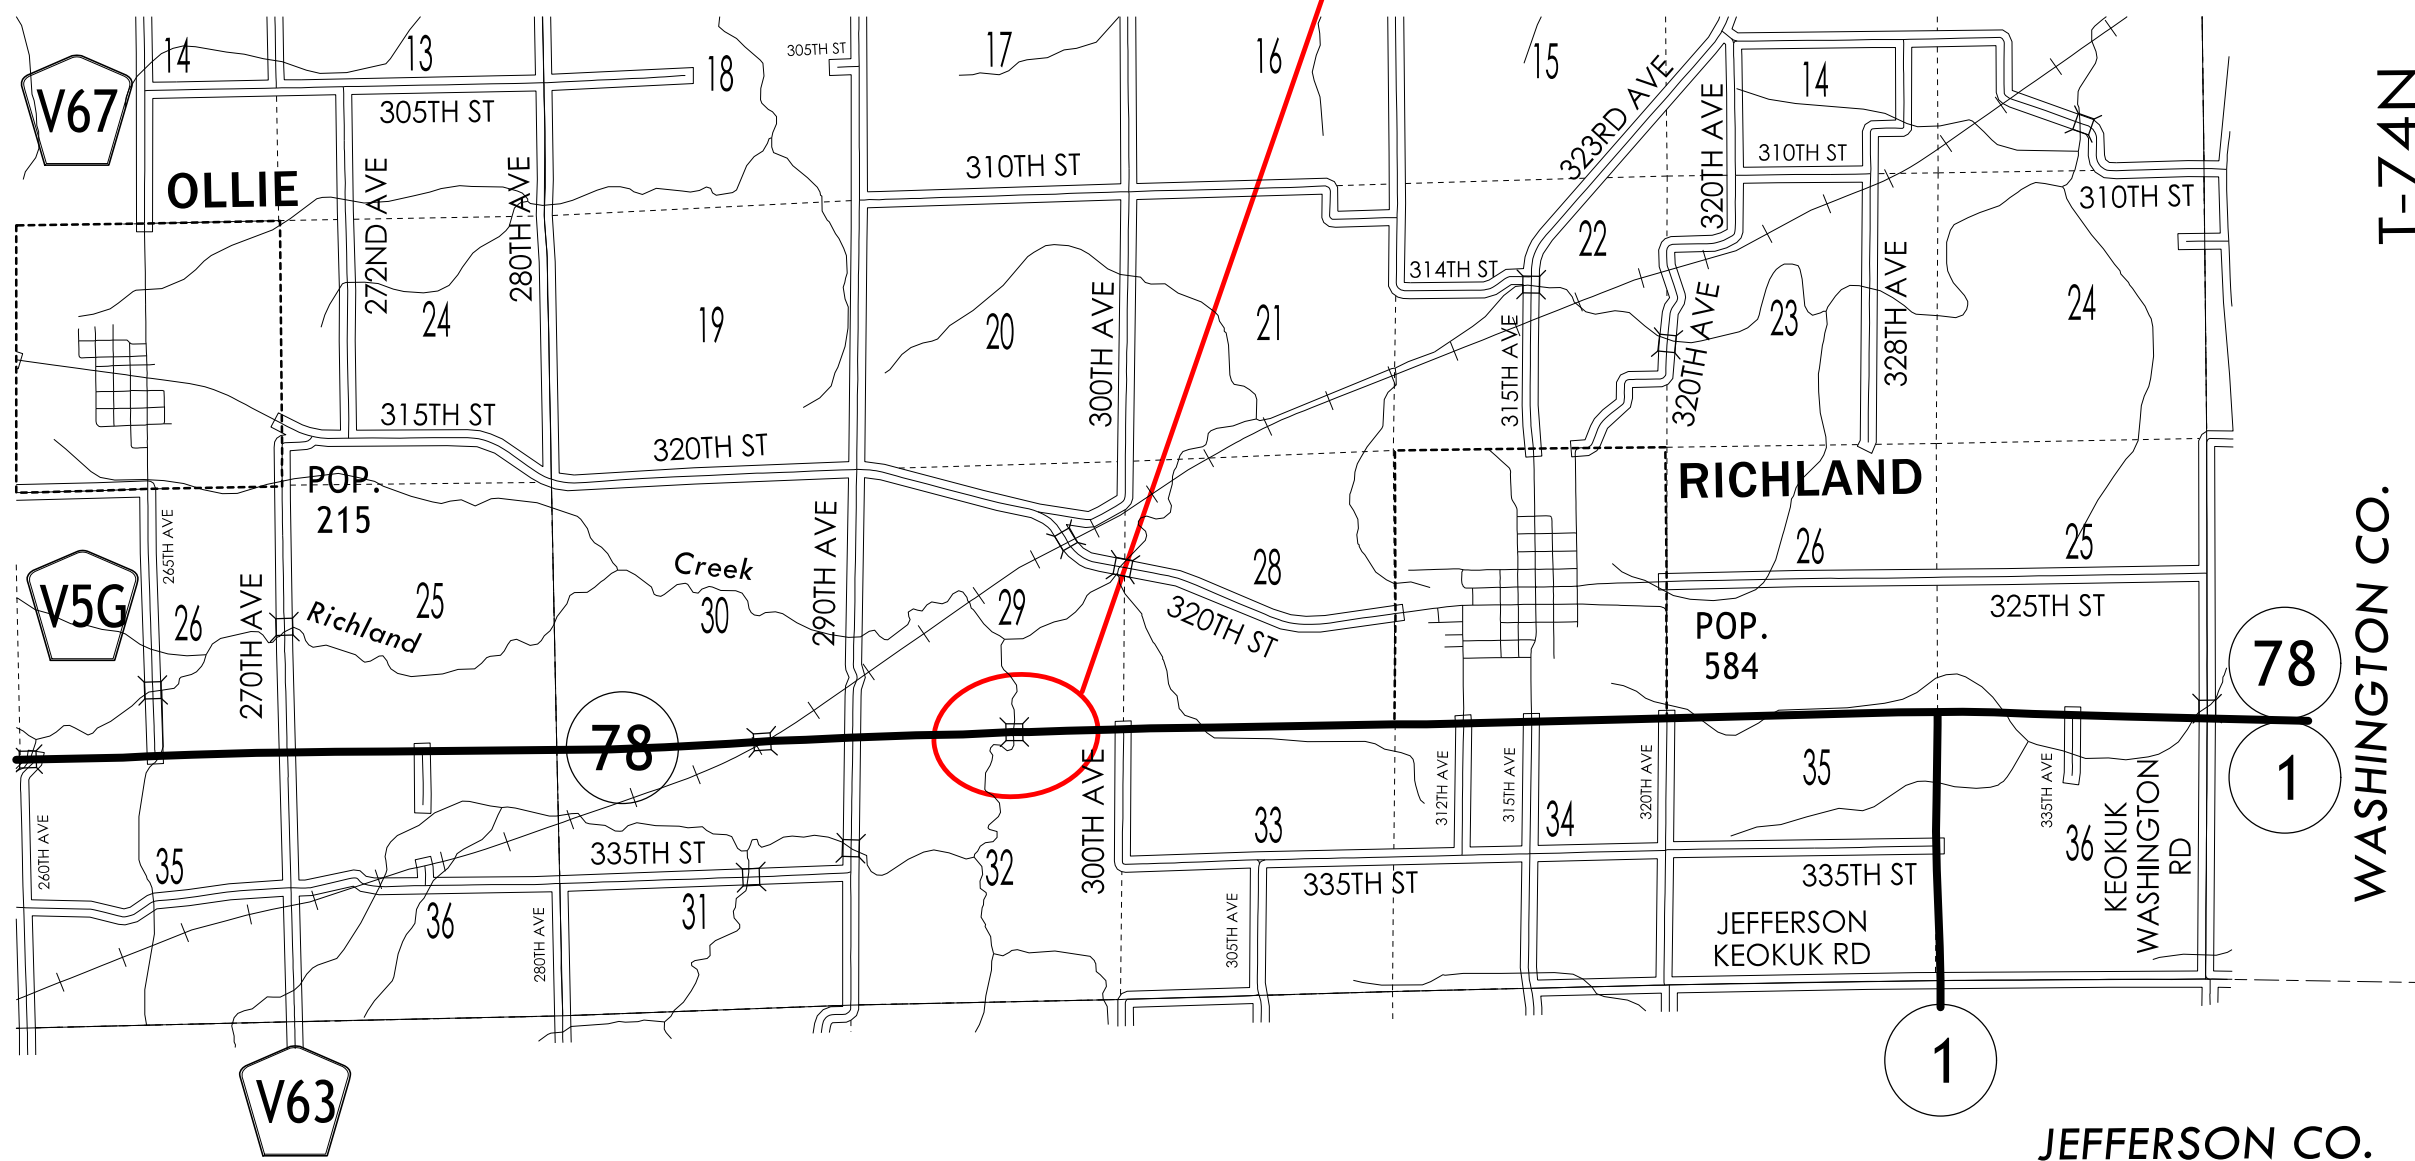 14
13
18
305TH ST
17
16
15
14
T-74N
V67
305TH ST
323RD AVE
320TH AVE
310TH ST
310TH ST
310TH ST
OLLIE
272ND AVE
280TH AVE
22
314TH ST
328TH AVE
24
19
20
300TH AVE
21
315TH AVE
320TH AVE
23
24
315TH ST
320TH ST
POP.
215
RICHLAND
265TH AVE
290TH AVE
V5G
26
270TH AVE
25
Richland
Creek
30
29
28
320TH ST
26
25
325TH ST
POP.
584
WASHINGTON CO.
78
78
1
260TH AVE
35
36
335TH ST
280TH AVE
31
32
300TH AVE
33
305TH AVE
335TH ST
312TH AVE
315TH AVE
34
320TH AVE
35
335TH ST
335TH AVE
36
KEOKUK
WASHINGTON
RD
JEFFERSON
KEOKUK RD
V63
1
JEFFERSON CO.